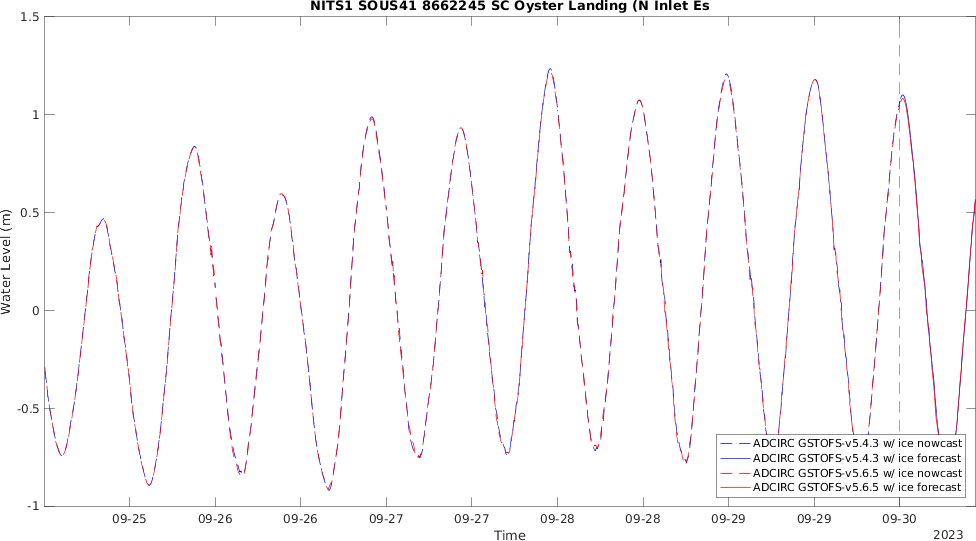 NITS1 SOUS41 8662245 SC Oyster Landing (N Inlet Es
1.5
1
0.5
0
-0.5
-1
Water Level (m)
09-25
09-26
09-26
09-27
09-27
09-28
09-28
09-29
09-29
09-30
Time
2023
ADCIRC GSTOFS-v5.4.3 w/ ice nowcast
ADCIRC GSTOFS-v5.4.3 w/ ice forecast
ADCIRC GSTOFS-v5.6.5 w/ ice nowcast
ADCIRC GSTOFS-v5.6.5 w/ ice forecast